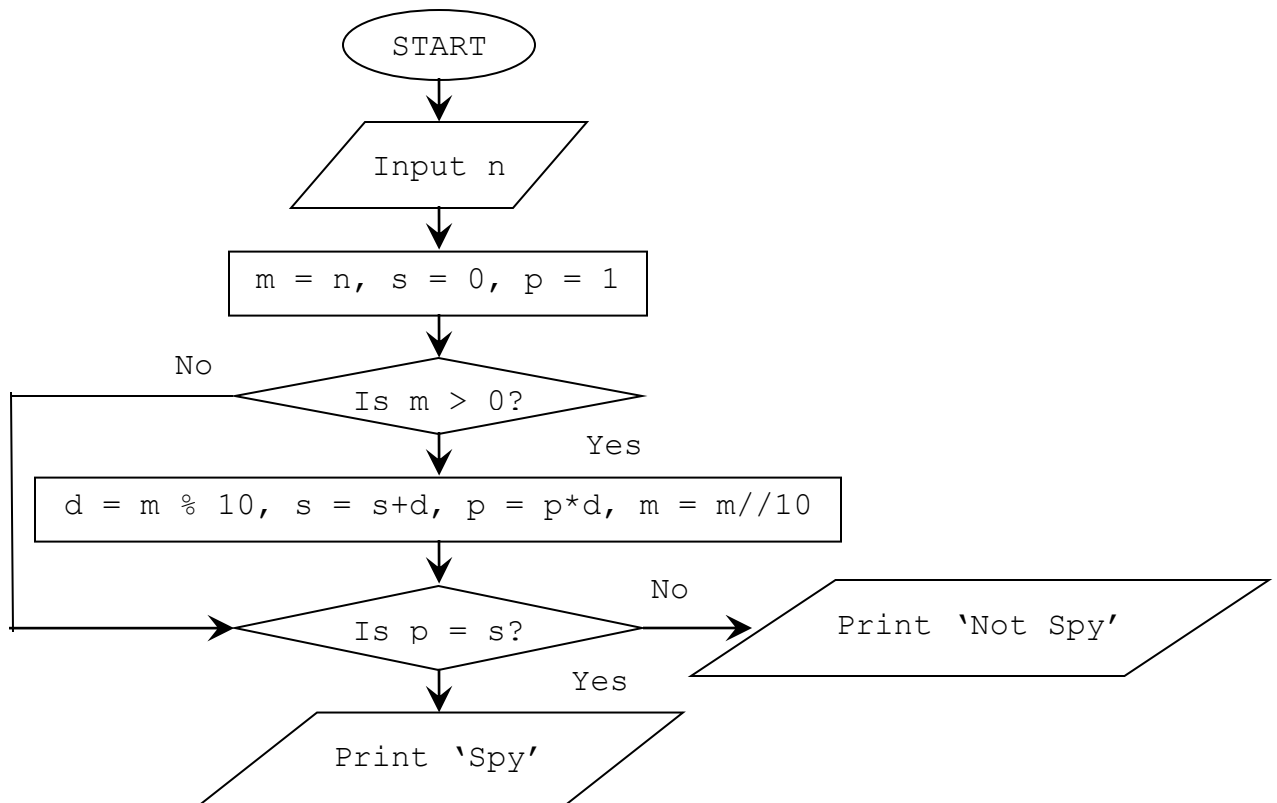 START
Input n
m = n, s = 0, p = 1
No
Is m > 0?
Yes
d = m % 10, s = s+d, p = p*d, m = m//10
No
Is p = s?
Print ‘Not Spy’
Yes
Print ‘Spy’